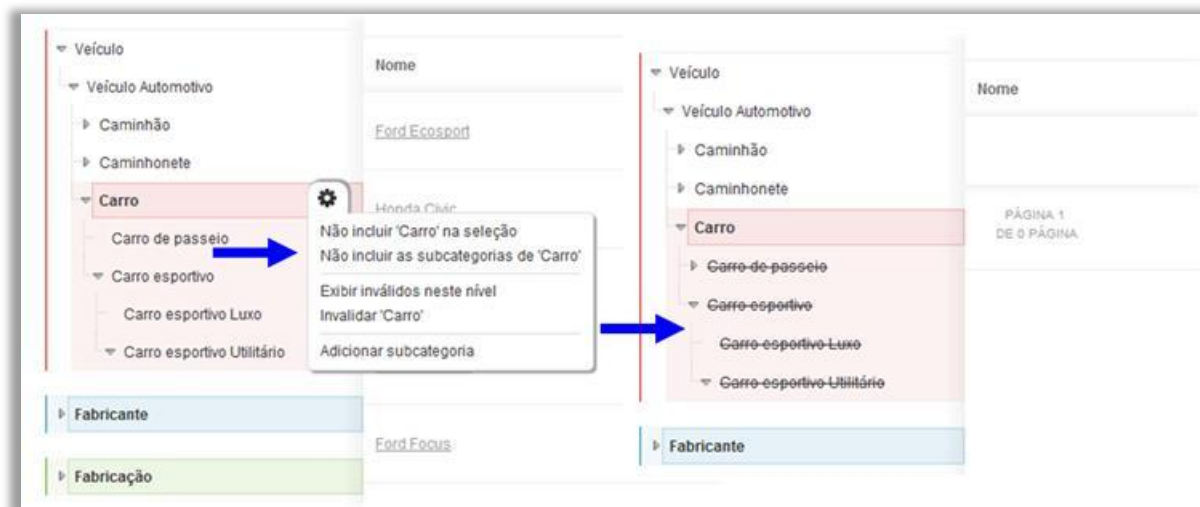 Veículo
Veículo Automotivo
Caminhão
Caminhonete
Carro
Carro de passeio
Carro esportivo
Carro esportivo Luxo
Carro esportivo Utilitário
Fabricante
Fabricação
Nome
Ford Ecosport
Honda Civic
Não incluir 'Carro' na seleção
Não incluir as subcategorias de 'Carro'
Exibir inválidos neste nível
Invalidar 'Carro'
Adicionar subcategoria
Ford Focus
Veículo
Veículo Automotivo
Caminhão
Caminhonete
Carro
Carro de passeio
Carro esportivo
Carro esportivo Luxo
Carro esportivo Utilitário
Fabricante
Nome
PÁGINA 1
DE 0 PÁGINA